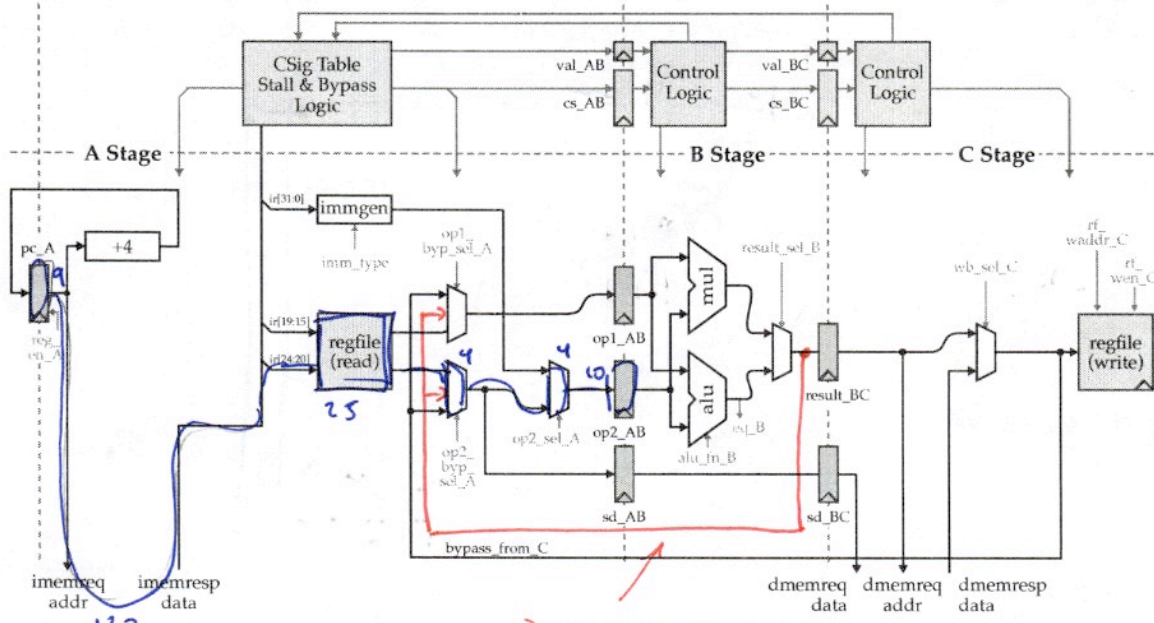 CSig Table
Stall & Bypass
Logic
val_AB
cs_AB
Control
Logic
val_BC
cs_BC
Control
Logic
A Stage
B Stage
C Stage
ir[31:0]
immgen
imm_type
op1_
byp_sel_A
result_sel_B
rf_
waddr_C
rf_
wen_C
wb_sel_C
pc_A
+4
9
reg_
en_A
ir[19:15]
ir[24:20]
regfile
(read)
25
4
4
10
mul
alu
op1_AB
op2_AB
op2_sel_A
op2_
byp_
sel_A
alu_fn_B
eq_B
result_BC
regfile
(write)
sd_AB
sd_BC
bypass_from_C
imemreq
addr
imemresp
data
dmemreq
data
dmemreq
addr
dmemresp
data